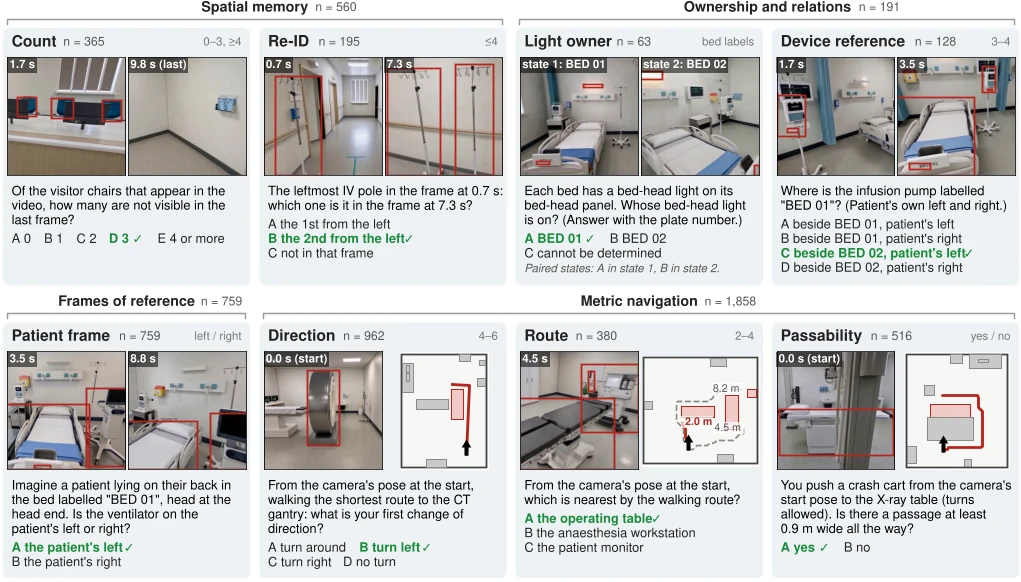 Spatial memory n = 560
Ownership and relations n = 191
Count n = 365 0–3, ≥4
1.7 s
9.8 s (last)
Of the visitor chairs that appear in the
video, how many are not visible in the
last frame?
A 0 B 1 C 2 D 3 ✓ E 4 or more
Re-ID n = 195 ≤4
0.7 s
7.3 s
The leftmost IV pole in the frame at 0.7 s:
which one is it in the frame at 7.3 s?
A the 1st from the left
B the 2nd from the left✓
C not in that frame
Light owner n = 63 bed labels
state 1: BED 01
state 2: BED 02
Each bed has a bed-head light on its
bed-head panel. Whose bed-head light
is on? (Answer with the plate number.)
A BED 01 ✓ B BED 02
C cannot be determined
Paired states: A in state 1, B in state 2.
Device reference n = 128 3–4
1.7 s
3.5 s
Where is the infusion pump labelled
"BED 01"? (Patient's own left and right.)
A beside BED 01, patient's left
B beside BED 01, patient's right
C beside BED 02, patient's left✓
D beside BED 02, patient's right
Frames of reference n = 759
Metric navigation n = 1,858
Patient frame n = 759 left / right
3.5 s
8.8 s
Imagine a patient lying on their back in
the bed labelled "BED 01", head at the
head end. Is the ventilator on the
patient's left or right?
A the patient's left ✓
B the patient's right
Direction n = 962 4–6
0.0 s (start)
From the camera's pose at the start,
walking the shortest route to the CT
gantry: what is your first change of
direction?
A turn around B turn left ✓
C turn right D no turn
Route n = 380 2–4
4.5 s
8.2 m
2.0 m
4.5 m
From the camera's pose at the start,
which is nearest by the walking route?
A the operating table✓
B the anaesthesia workstation
C the patient monitor
Passability n = 516 yes / no
0.0 s (start)
You push a crash cart from the camera's
start pose to the X-ray table (turns
allowed). Is there a passage at least
0.9 m wide all the way?
A yes ✓ B no